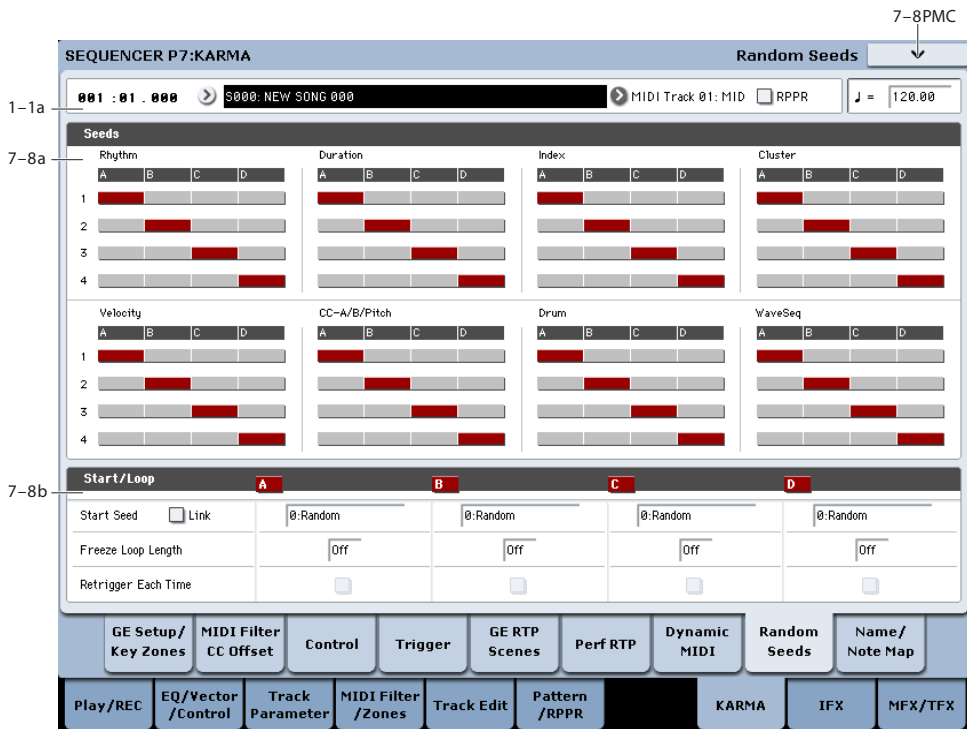 7–8PMC
SEQUENCER P7:KARMA Random Seeds
1–1a
001 :01 . 000 S000: NEW SONG 000 MIDI Track 01: MID RPPR ♩ = 120.00
Seeds
7–8a
Rhythm Duration Index Cluster
A B C D A B C D A B C D A B C D
1
2
3
4
Velocity CC-A/B/Pitch Drum WaveSeq
A B C D A B C D A B C D A B C D
1
2
3
4
7–8b
Start/Loop A B C D
Start Seed Link 0:Random 0:Random 0:Random 0:Random
Freeze Loop Length Off Off Off Off
Retrigger Each Time
GE Setup/ MIDI Filter Control Trigger GE RTP Perf RTP Dynamic Random Name/
Key Zones CC Offset Scenes MIDI Seeds Note Map
Play/REC EQ/Vector Track MIDI Filter Track Edit Pattern KARMA IFX MFX/TFX
/Control Parameter /Zones /RPPR